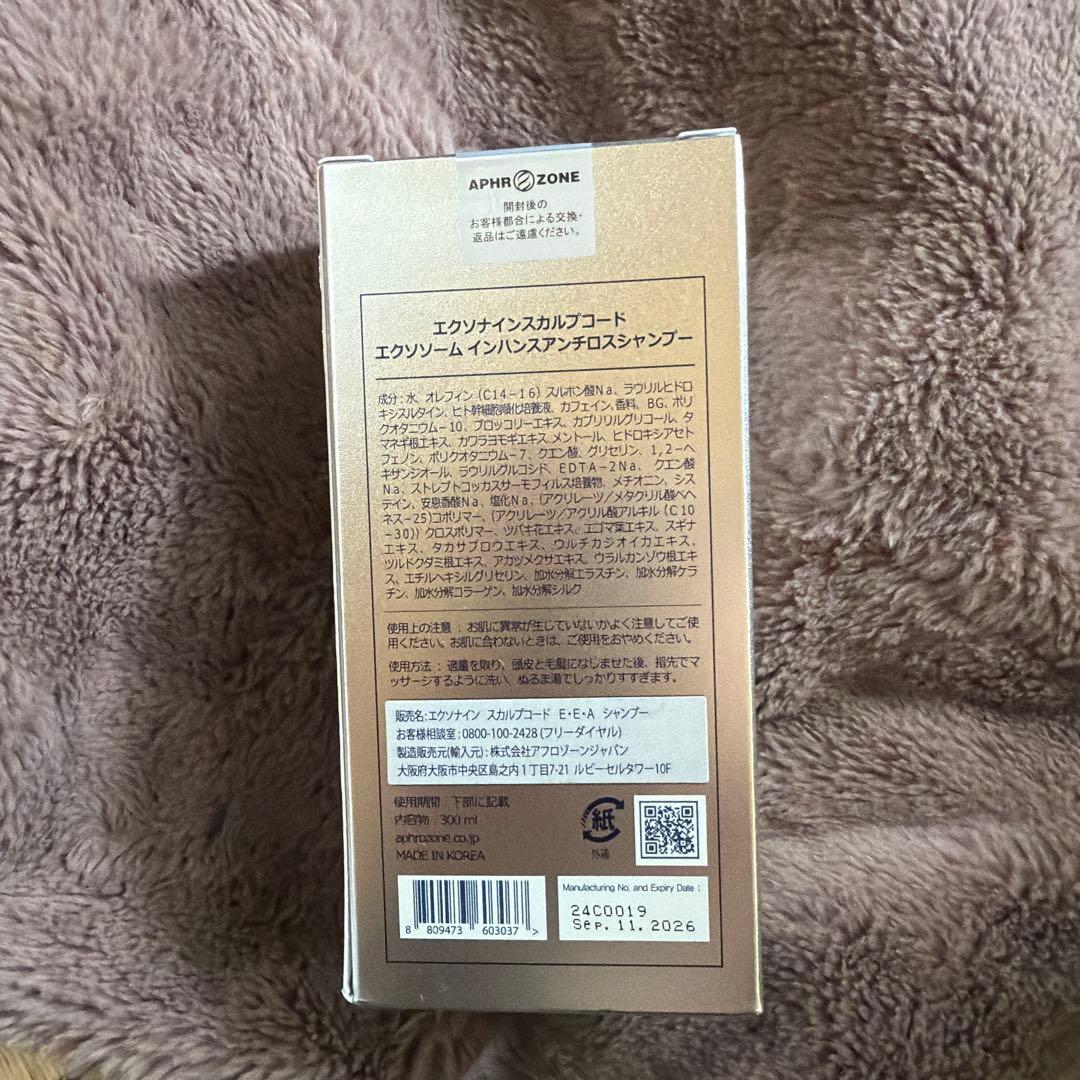 APHROZONE
開封後の
お客様都合による交換・
返品はご遠慮ください。
エクソナインスカルプコード
エクソソーム インハンスアンチロスシャンプー
成分：水、オレフィン（C14－16）スルホン酸Na、ラウリルヒドロ
キシスルタイン、ヒト幹細胞順化培養液、カフェイン、香料、BG、ポリ
クオタニウム－10、ブロッコリーエキス、カプリリルグリコール、タ
マネギ根エキス、カワラヨモギエキス、メントール、ヒドロキシアセト
フェノン、ポリクオタニウム－7、クエン酸、グリセリン、1,2－ヘ
キサンジオール、ラウリルグルコシド、EDTA－2Na、クエン酸
Na、ストレプトコッカスサーモフィルス培養物、メチオニン、シス
テイン、安息香酸Na、塩化Na、（アクリレーツ／メタクリル酸ベヘ
ネス－25）コポリマー、（アクリレーツ／アクリル酸アルキル（C10
－30））クロスポリマー、ツバキ花エキス、エゴマ葉エキス、スギナ
エキス、タカサブロウエキス、ウルチカジオイカエキス、
ツルドクダミ根エキス、アカツメクサエキス、ウラルカンゾウ根エキ
ス、エチルヘキシルグリセリン、加水分解エラスチン、加水分解ケラ
チン、加水分解コラーゲン、加水分解シルク
使用上の注意：お肌に異常が生じていないかよく注意してご使
用ください。お肌に合わないときは、ご使用をおやめください。
使用方法：適量を取り、頭皮と毛髪になじませた後、指先でマ
ッサージするように洗い、ぬるま湯でしっかりすすぎます。
販売名:エクソナイン スカルプコード E・E・A シャンプー
お客様相談室:0800-100-2428 (フリーダイヤル)
製造販売元(輸入元):株式会社アフロゾーンジャパン
大阪府大阪市中央区島之内1丁目7-21 ルビーセルタワー10F
使用期間：下部に記載
内容物：300 ml
aphrozone.co.jp
MADE IN KOREA
紙
外箱
Manufacturing No. and Expiry Date :
24C0019
Sep. 11. 2026
8 809473 603037 >